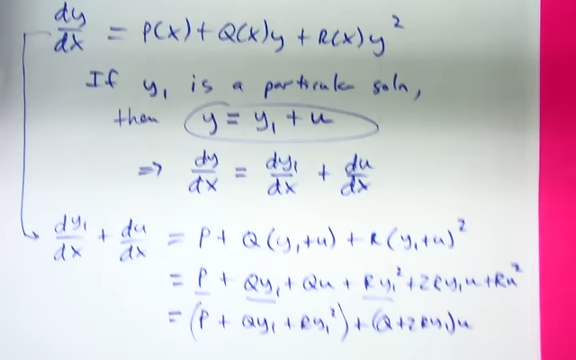 dy/dx = P(x) + Q(x)y + R(x)y²
If y₁ is a particular soln,
then y = y₁ + u
⇒ dy/dx = dy₁/dx + du/dx
dy₁/dx + du/dx = P + Q(y₁+u) + R(y₁+u)²
= P + Qy₁ + Qu + Ry₁² + 2Ry₁u + Ru²
= (P + Qy₁ + Ry₁²) + (Q + 2Ry₁)u